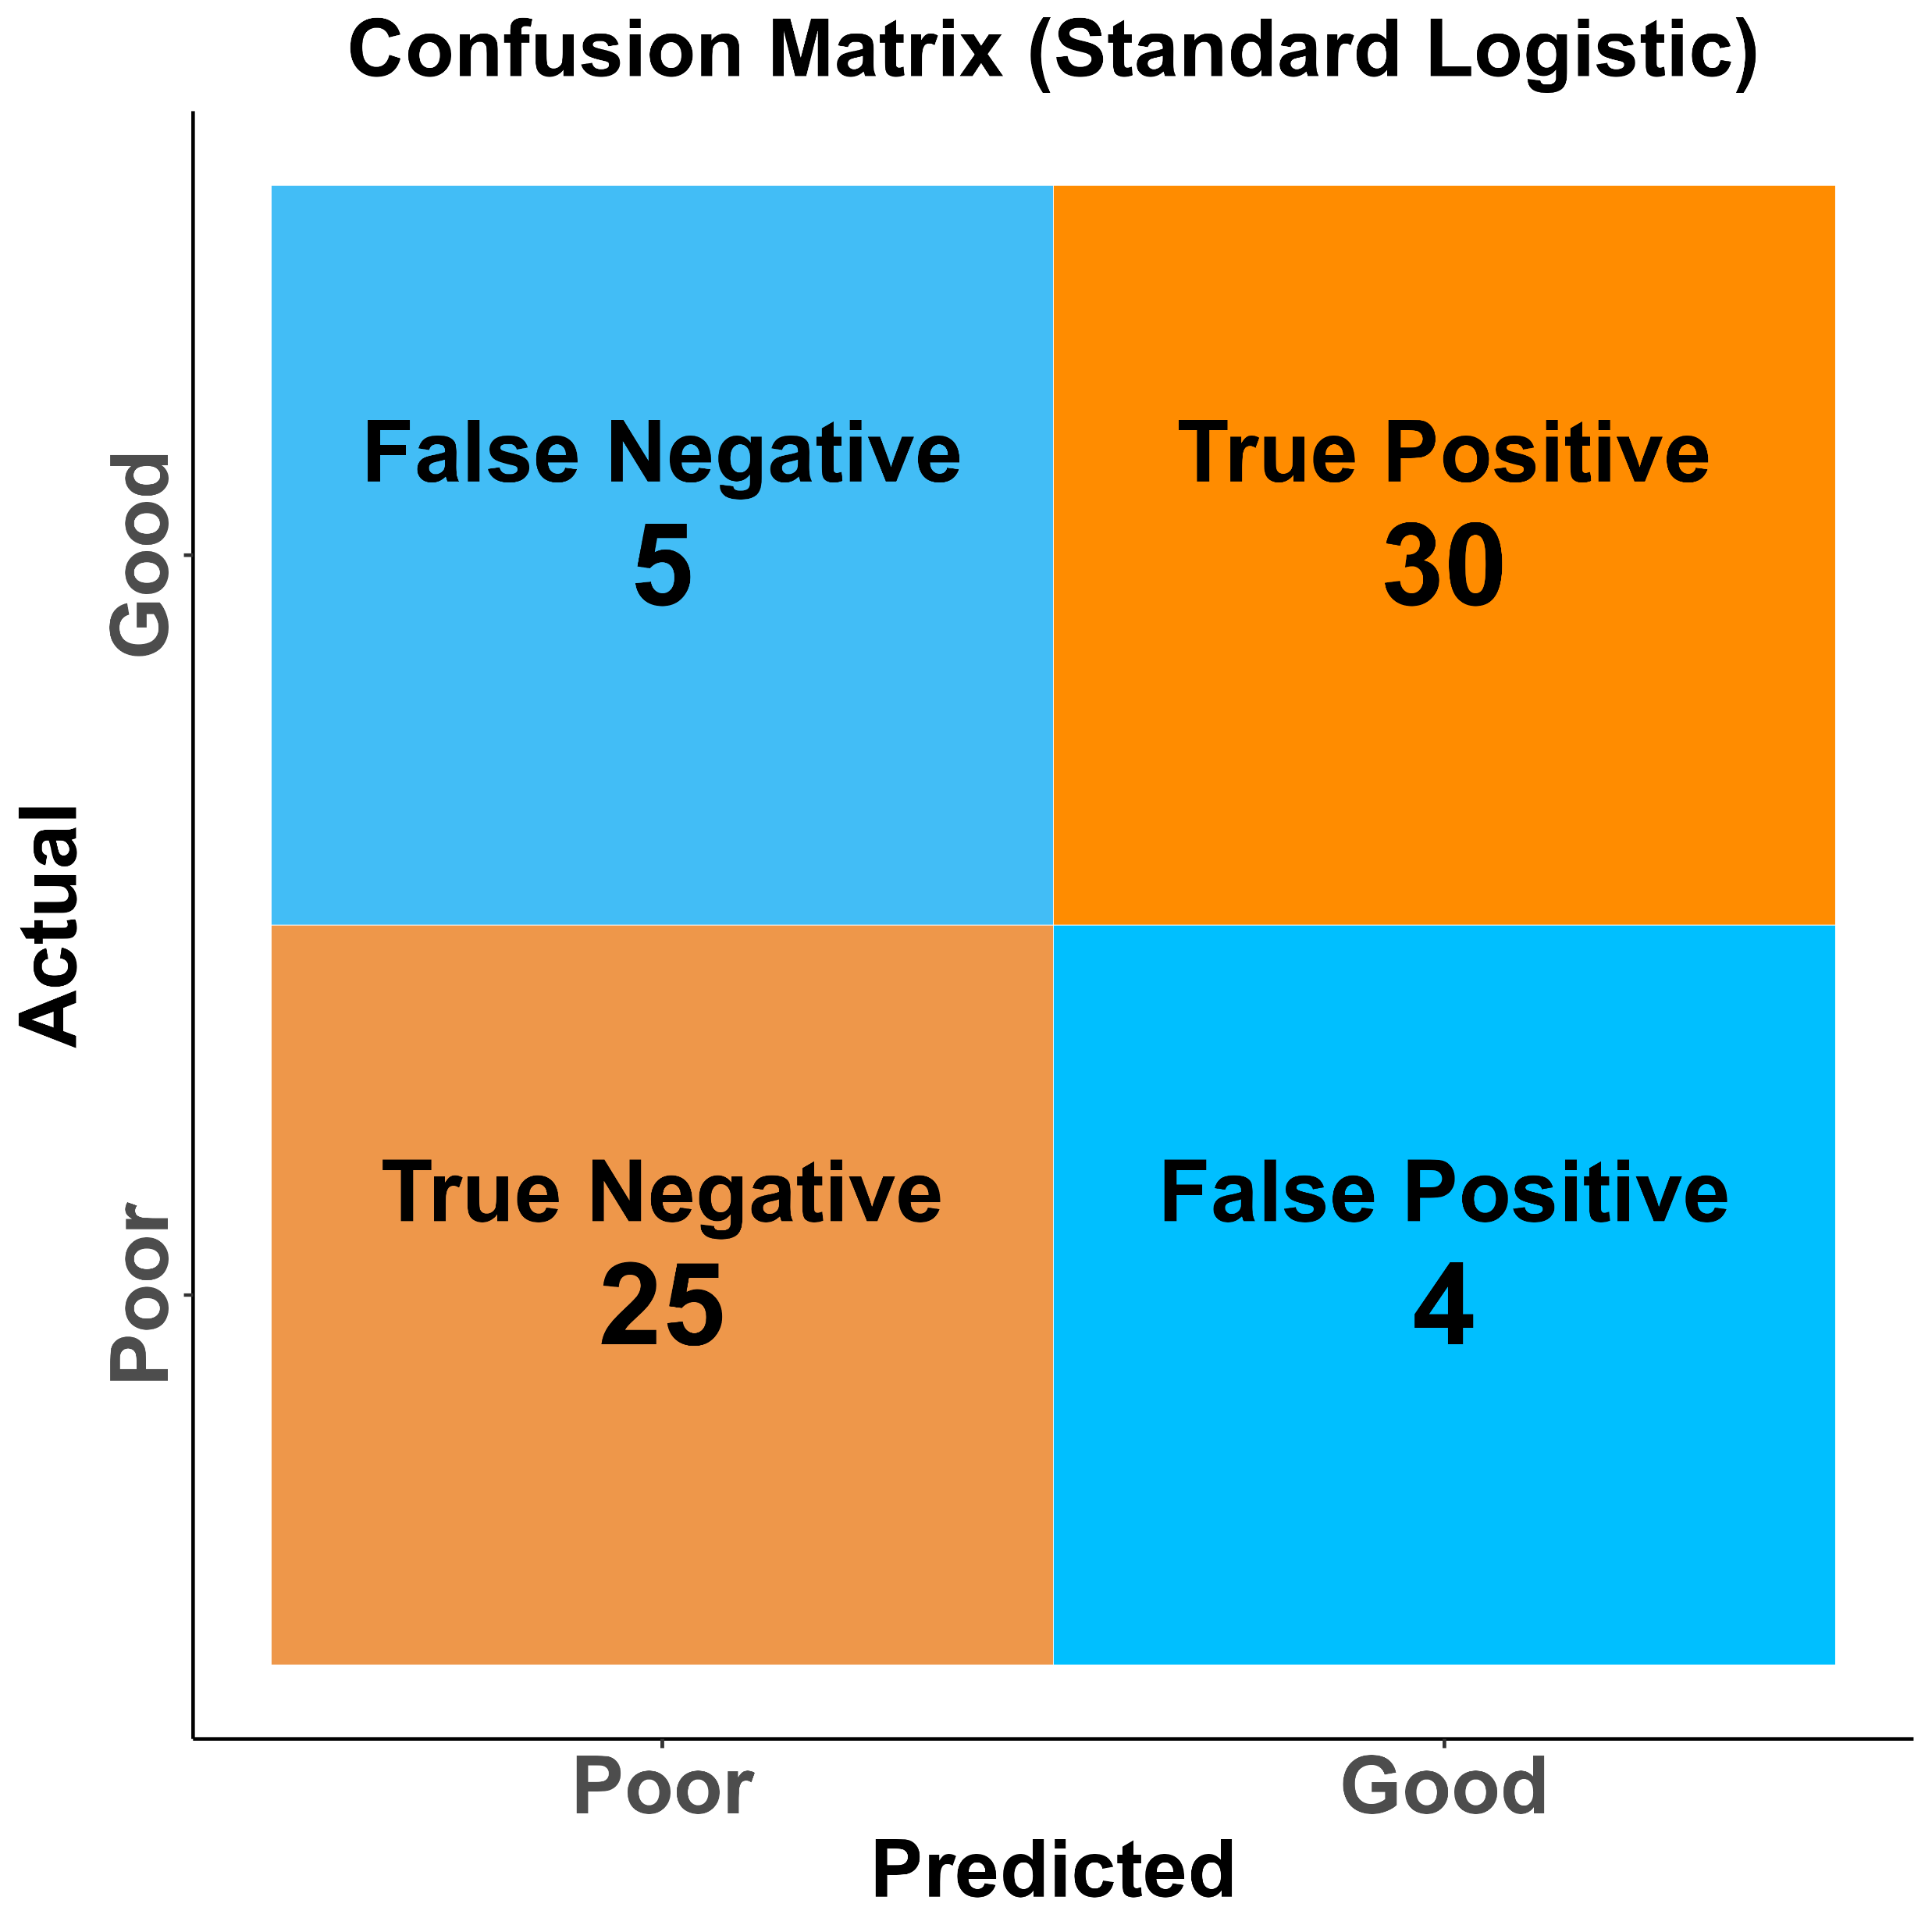 Confusion Matrix (Standard Logistic)
Actual
Good
False Negative
5
True Positive
30
Poor
True Negative
25
False Positive
4
Poor
Good
Predicted